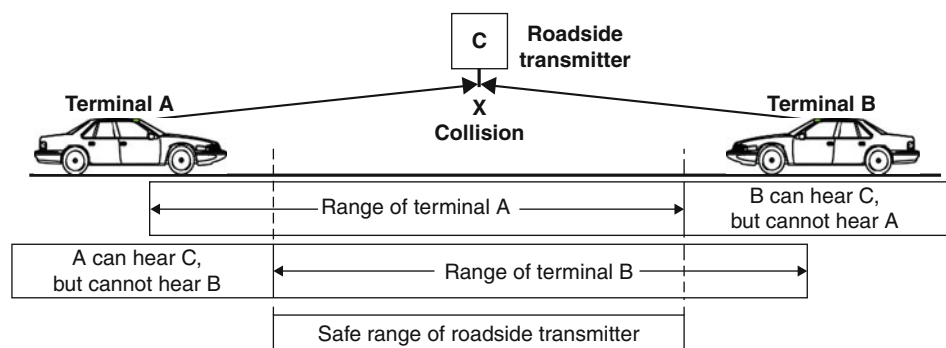 C
Roadside
transmitter
Terminal A
Terminal B
X
Collision
Range of terminal A
B can hear C,
but cannot hear A
A can hear C,
but cannot hear B
Range of terminal B
Safe range of roadside transmitter